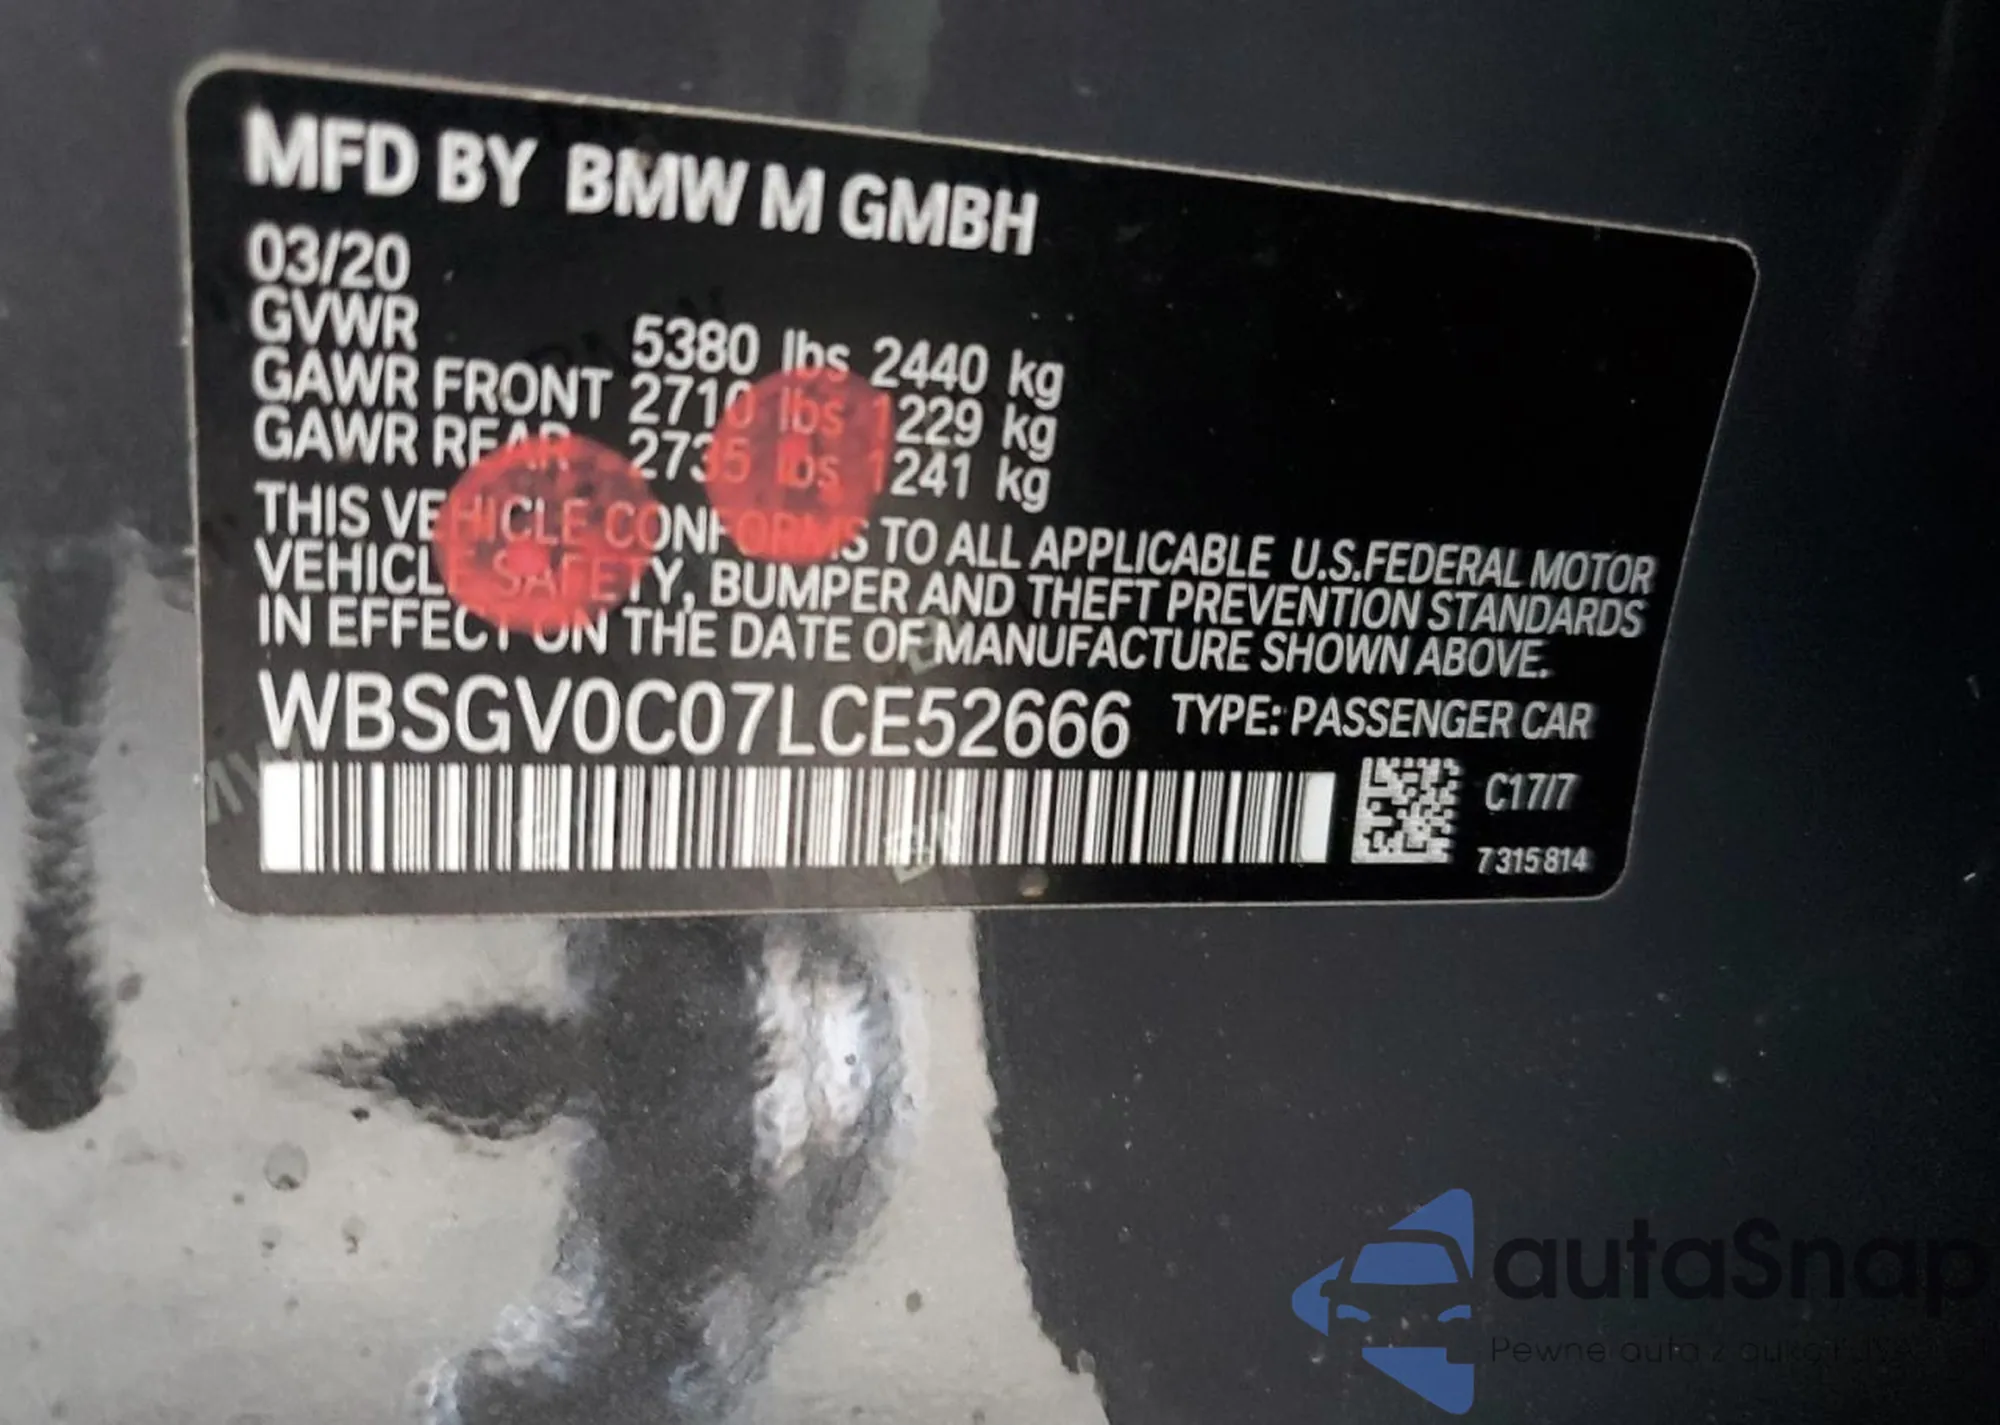 MFD BY BMW M GMBH
03/20
GVWR 5380 lbs 2440 kg
GAWR FRONT 2710 lbs 1229 kg
GAWR REAR 2735 lbs 1241 kg
THIS VEHICLE CONFORMS TO ALL APPLICABLE U.S.FEDERAL MOTOR
VEHICLE SAFETY, BUMPER AND THEFT PREVENTION STANDARDS
IN EFFECT ON THE DATE OF MANUFACTURE SHOWN ABOVE.
WBSGV0C07LCE52666 TYPE: PASSENGER CAR
C17/7
7315814
autaSnap
Pewne auta z